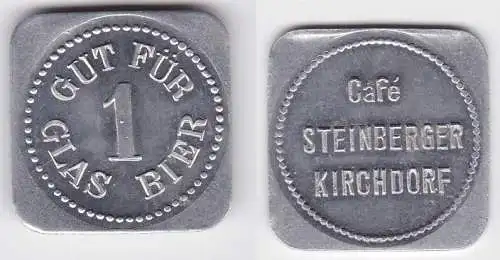 GUT FÜR
1
GLAS BIER
Café
STEINBERGER
KIRCHDORF